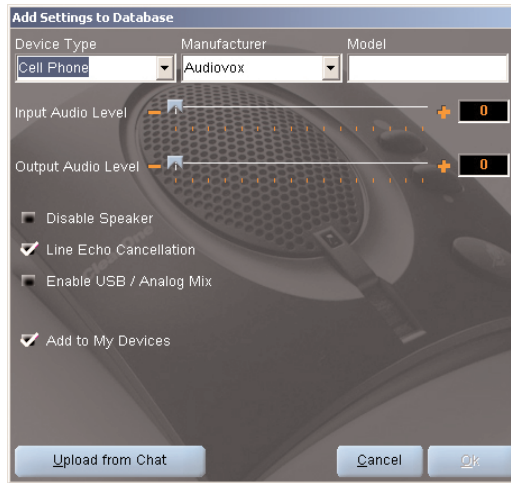 Add Settings to Database
Device Type Manufacturer Model
Cell Phone Audiovox
Input Audio Level 0
Output Audio Level 0
Disable Speaker
Line Echo Cancellation
Enable USB / Analog Mix
Add to My Devices
Upload from Chat Cancel Ok